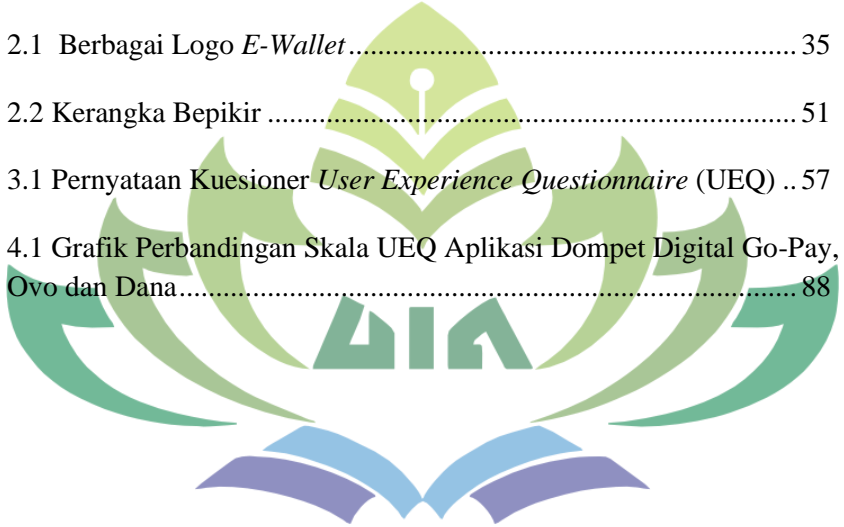 2.1 Berbagai Logo E-Wallet................................................................ 35
2.2 Kerangka Bepikir ........................................................................... 51
3.1 Pernyataan Kuesioner User Experience Questionnaire (UEQ) .. 57
4.1 Grafik Perbandingan Skala UEQ Aplikasi Dompet Digital Go-Pay,
Ovo dan Dana........................................................................................ 88
UIN